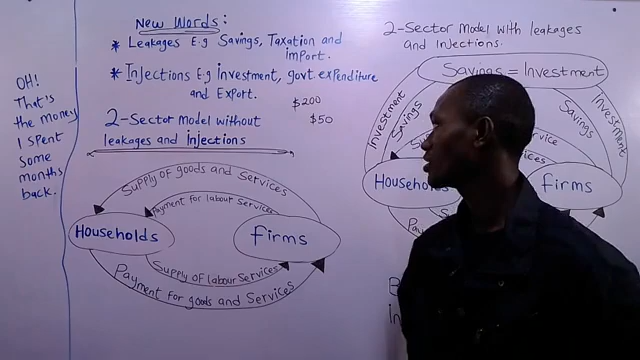 OH!
That's
the money
I spent
some
months
back.
New Words:
* Leakages E.g Savings, Taxation and
import.
* Injections E.g investment, govt. expenditure
and Export.
$200
$50
2-Sector model without
leakages and injections
Supply of goods and Services
Payment for labour Services
Households
firms
Supply of labour Services
Payment for goods and Services
2-Sector model with leakages
and injections.
Savings = Investment
Investment
Savings
Savings
Investment
Households
firms